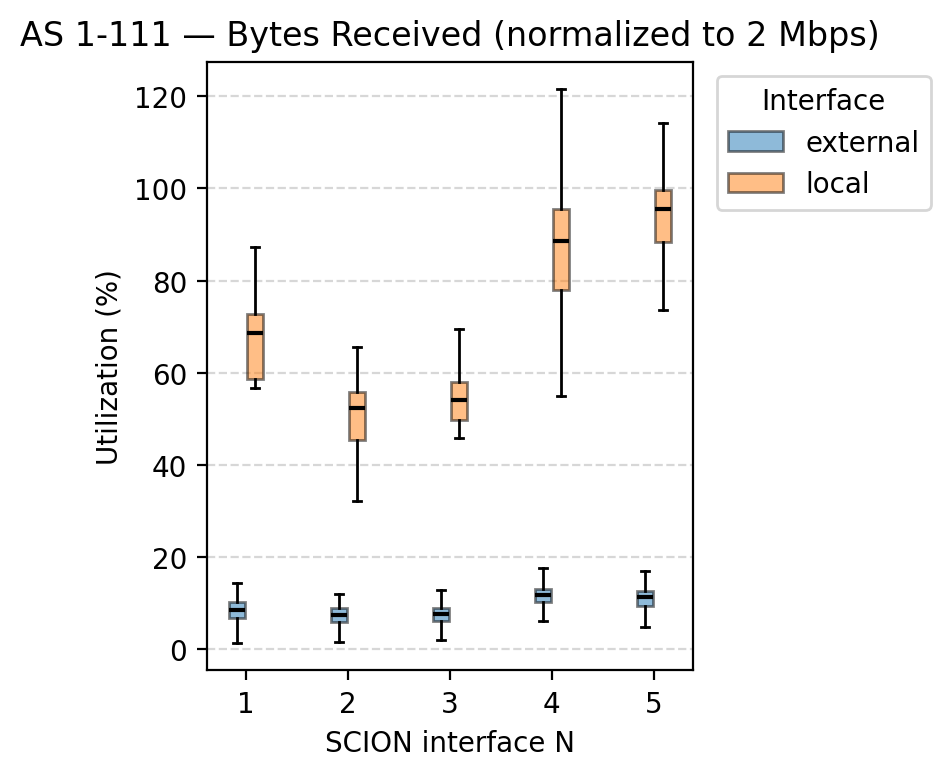 AS 1-111 — Bytes Received (normalized to 2 Mbps)
Interface
external
local
Utilization (%)
120
100
80
60
40
20
0
1 2 3 4 5
SCION interface N